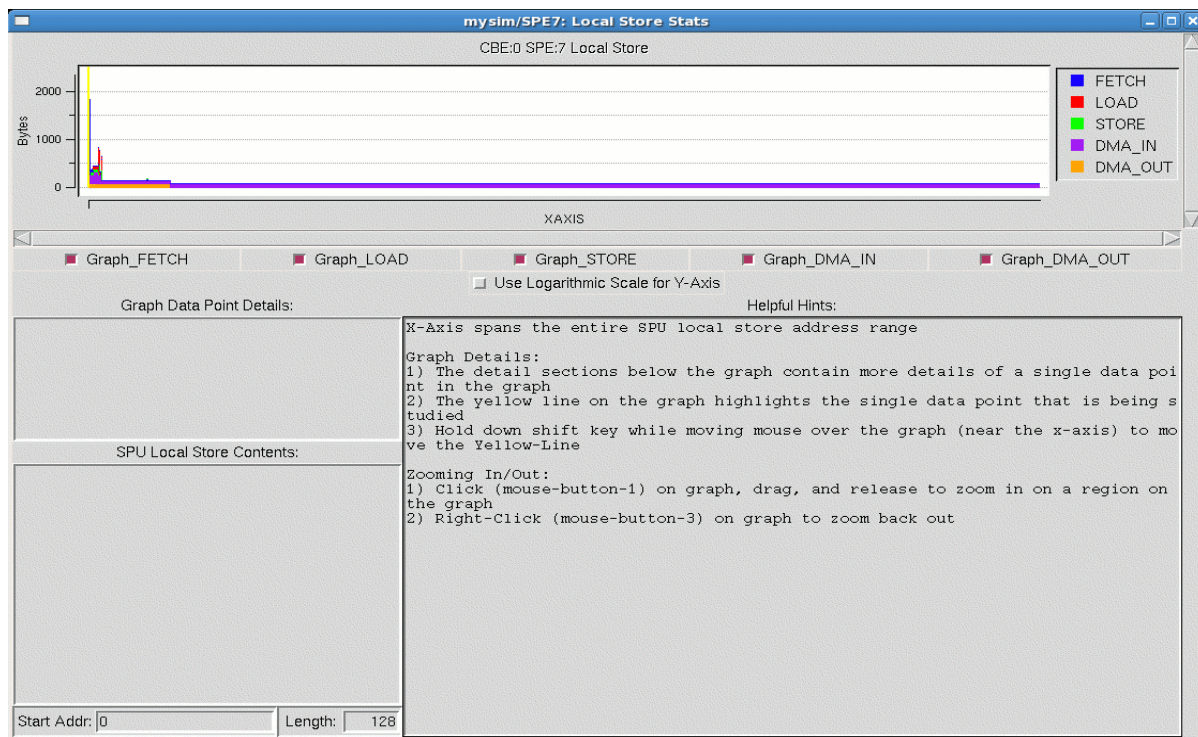 mysim/SPE7: Local Store Stats
CBE:0 SPE:7 Local Store
2000
1000
0
Bytes
XAXIS
FETCH
LOAD
STORE
DMA_IN
DMA_OUT
Graph_FETCH Graph_LOAD Graph_STORE Graph_DMA_IN Graph_DMA_OUT
Use Logarithmic Scale for Y-Axis
Graph Data Point Details:
SPU Local Store Contents:
Start Addr: 0 Length: 128
Helpful Hints:
X-Axis spans the entire SPU local store address range
Graph Details:
1) The detail sections below the graph contain more details of a single data poi
nt in the graph
2) The yellow line on the graph highlights the single data point that is being s
tudied
3) Hold down shift key while moving mouse over the graph (near the x-axis) to mo
ve the Yellow-Line
Zooming In/Out:
1) Click (mouse-button-1) on graph, drag, and release to zoom in on a region on
the graph
2) Right-Click (mouse-button-3) on graph to zoom back out